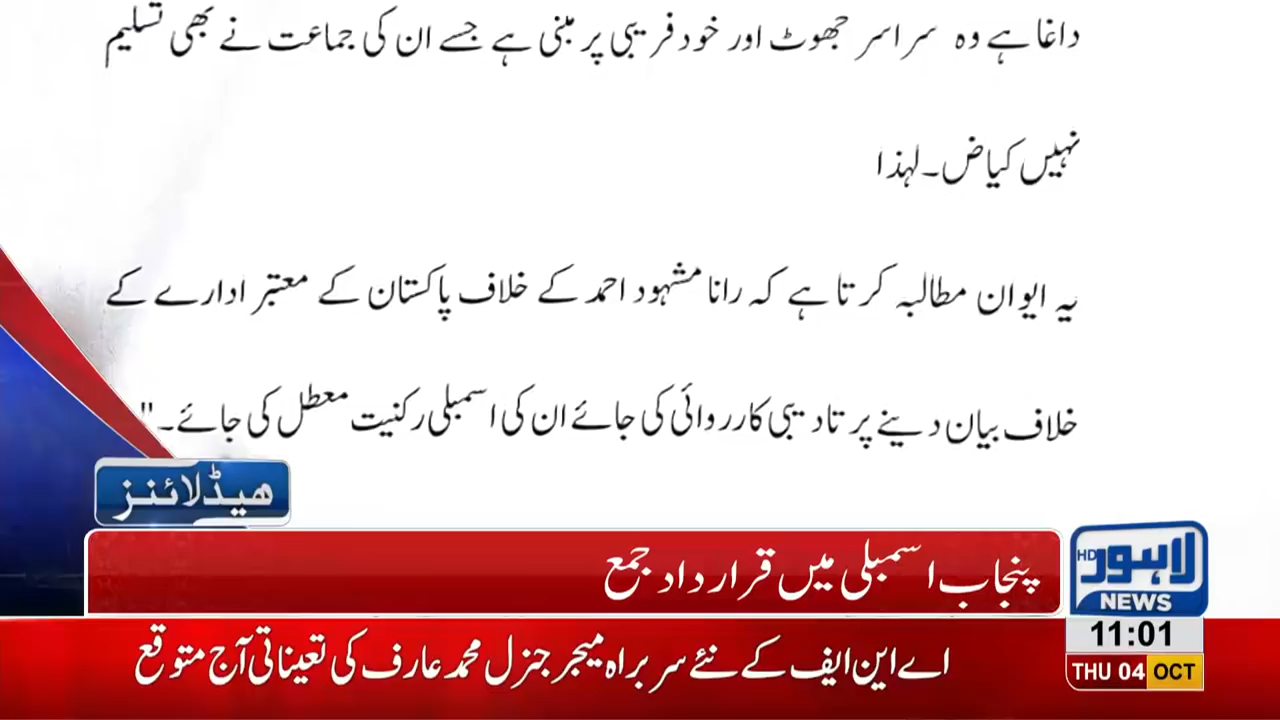 داغا ہے وہ سراسر جھوٹ اور خود فریبی پر مبنی ہے جسے ان کی جماعت نے بھی تسلیم
نہیں کیاض۔ لہذا
یہ ایوان مطالبہ کرتا ہے کہ رانا مشہود احمد کے خلاف پاکستان کے معتبر ادارے کے
خلاف بیان دینے پر تادیبی کارروائی کی جائے ان کی اسمبلی رکنیت معطل کی جائے۔"
ھیڈلائنز
پنجاب اسمبلی میں قرارداد جمع
لاہور HD
NEWS
11:01
THU 04 OCT
اے این ایف کے نئے سربراہ میجر جنرل محمد عارف کی تعیناتی آج متوقع